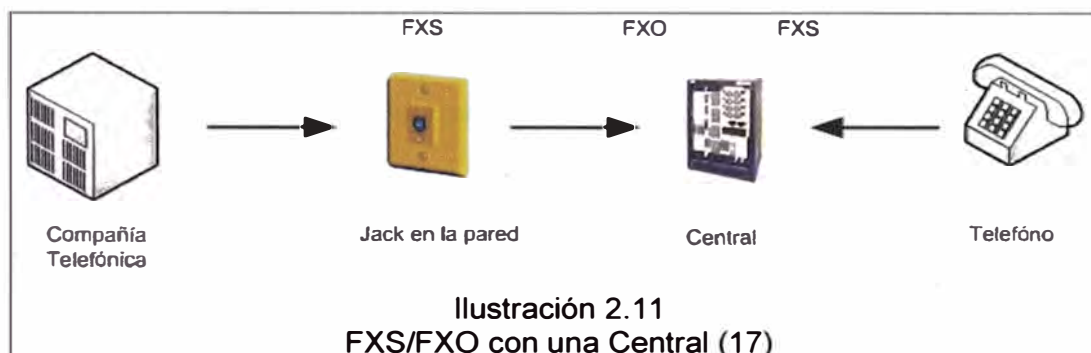 FXS FXO FXS
Compañía
Telefónica
Jack en la pared
Central
Telefóno
Ilustración 2.11
FXS/FXO con una Central (17)